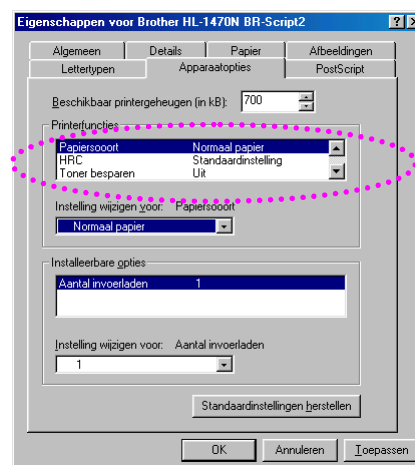 Eigenschappen voor Brother HL-1470N BR-Script2
Algemeen Details Papier Afbeeldingen
Lettertypen Apparaatopties PostScript
Beschikbaar printergeheugen (in kB): 700
Printerfuncties
Papiersooort Normaal papier
HRC Standaardinstelling
Toner besparen Uit
Instelling wijzigen voor: Papiersooort
Normaal papier
Installeerbare opties
Aantal invoerladen 1
Instelling wijzigen voor: Aantal invoerladen
1
Standaardinstellingen herstellen
OK Annuleren Toepassen